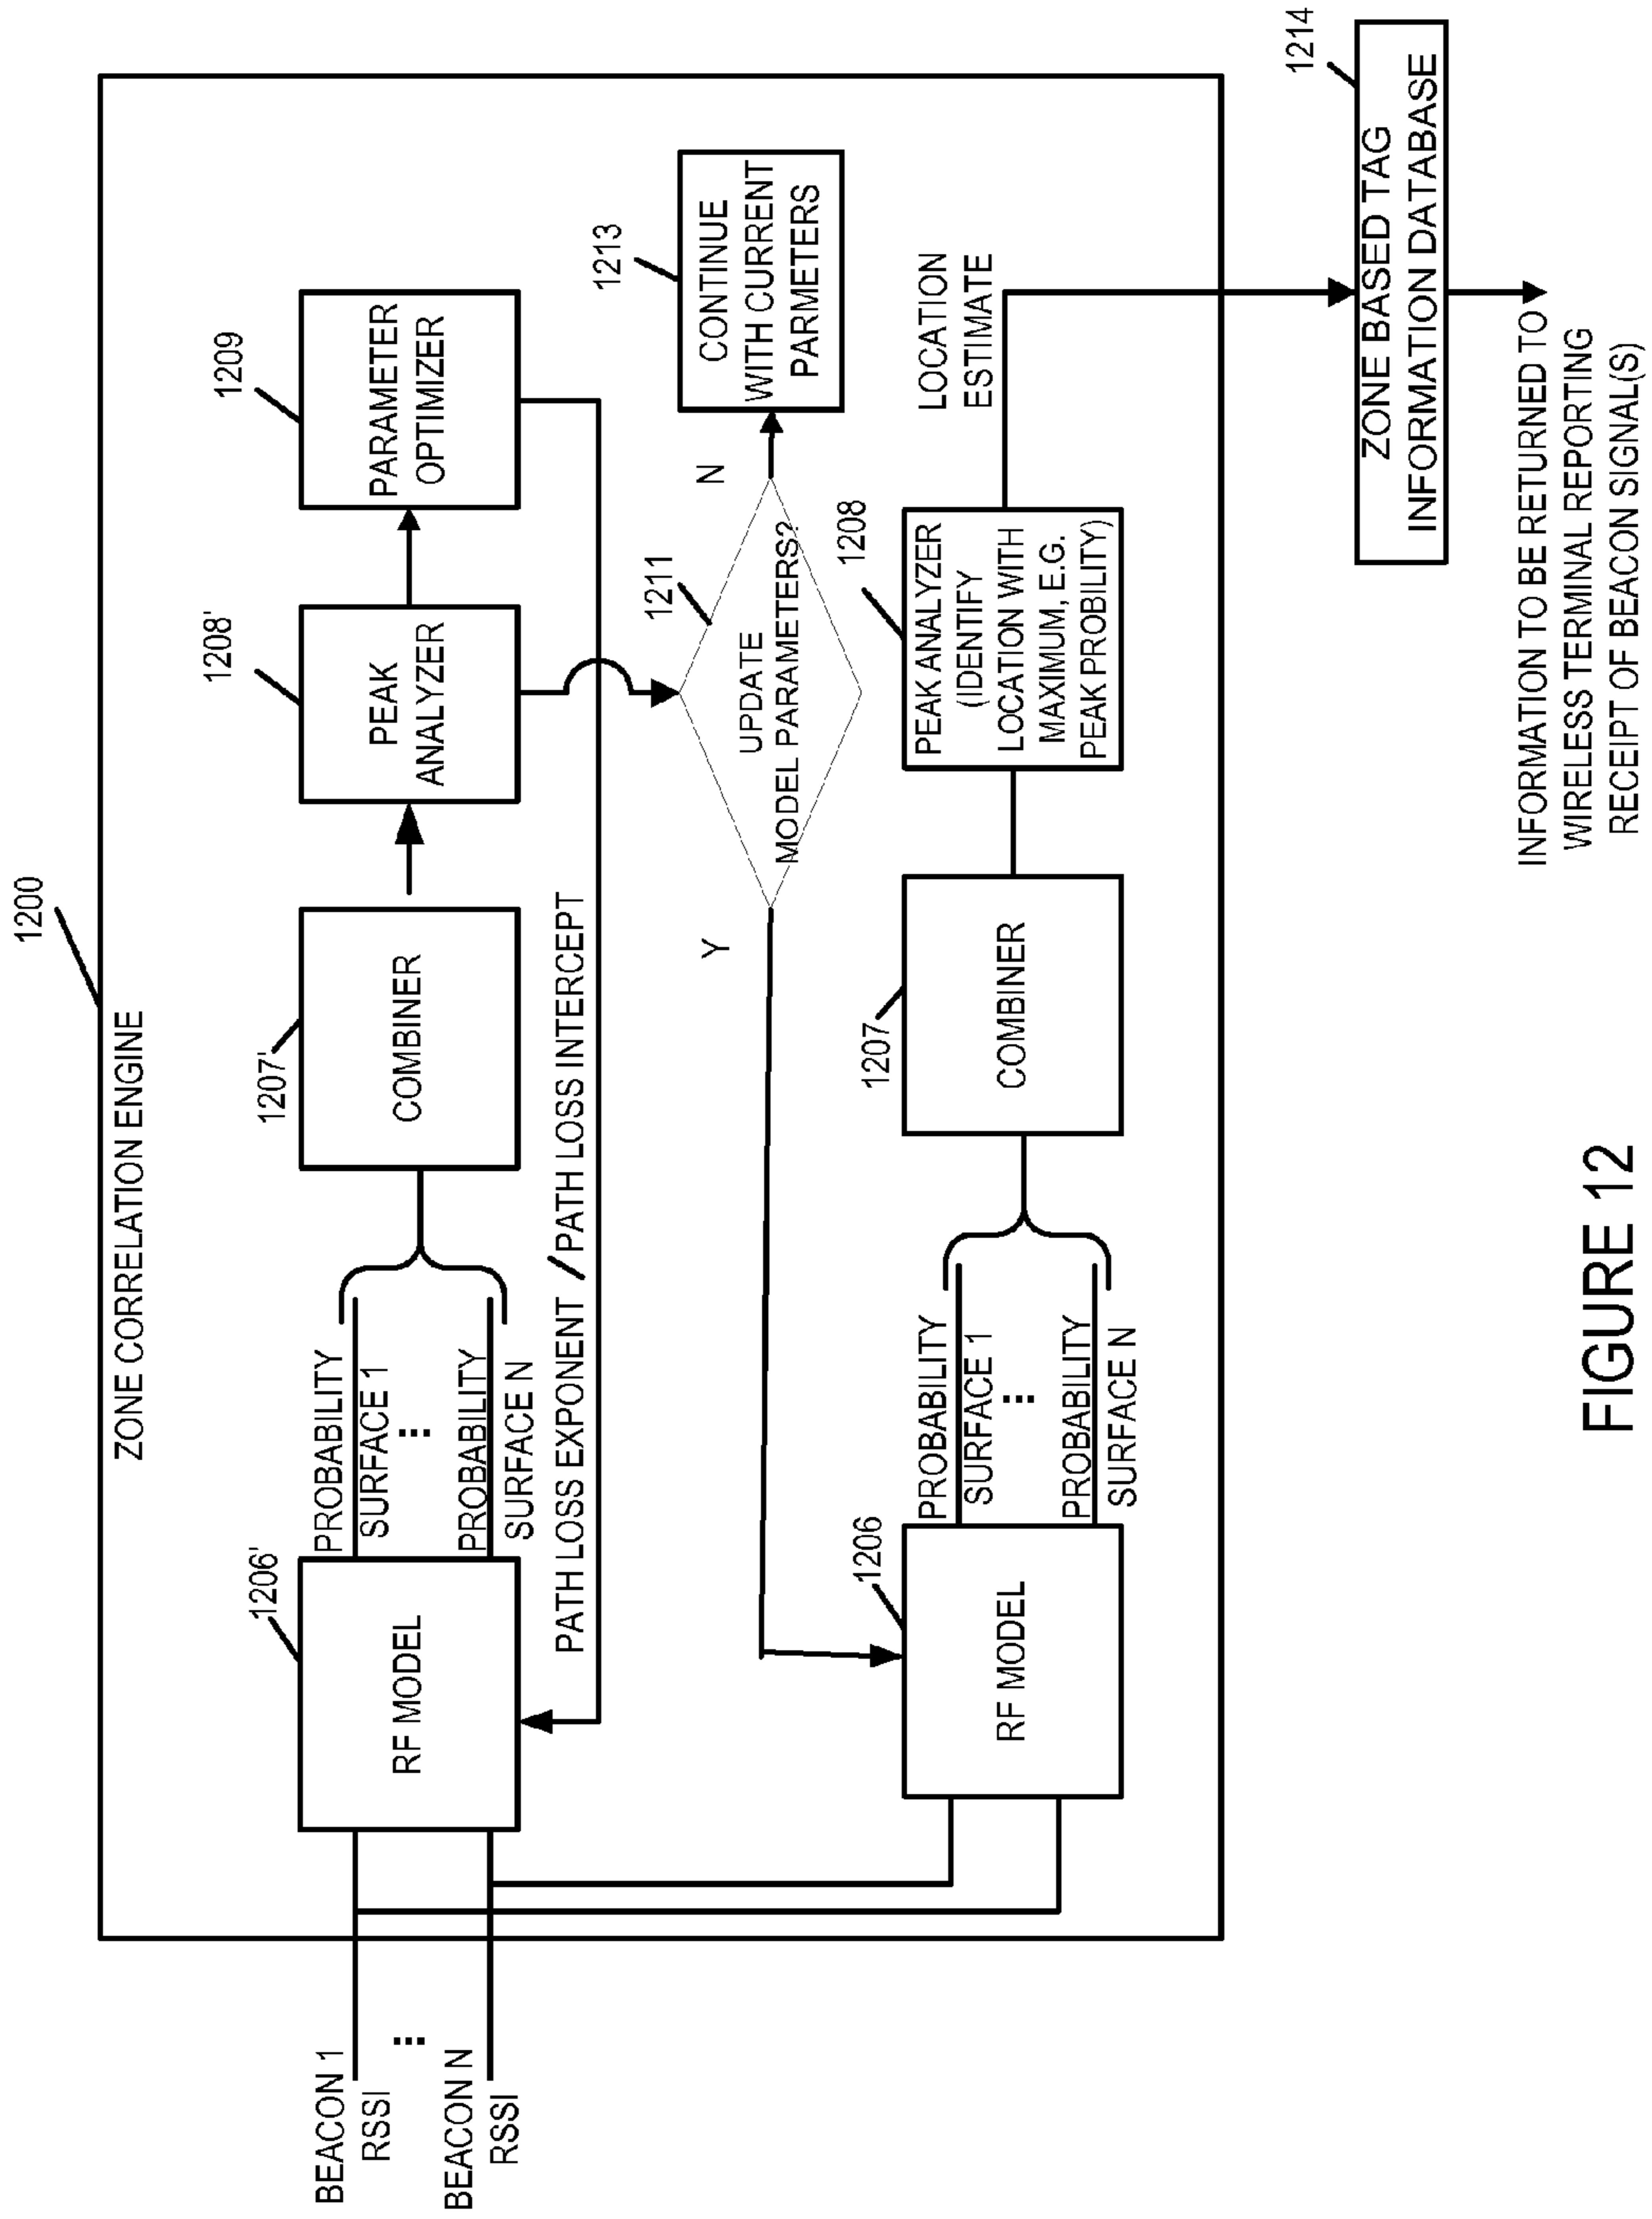 1200
ZONE CORRELATION ENGINE
BEACON 1
RSSI
...
BEACON N
RSSI
1206'
RF MODEL
PROBABILITY
SURFACE 1
...
PROBABILITY
SURFACE N
1207'
COMBINER
1208'
PEAK
ANALYZER
1209
PARAMETER
OPTIMIZER
PATH LOSS EXPONENT / PATH LOSS INTERCEPT
1211
UPDATE
MODEL PARAMETERS?
Y
N
1213
CONTINUE
WITH CURRENT
PARMETERS
1206
RF MODEL
PROBABILITY
SURFACE 1
...
PROBABILITY
SURFACE N
1207
COMBINER
1208
PEAK ANALYZER
(IDENTIFY
LOCATION WITH
MAXIMUM, E.G.
PEAK PROBILITY)
LOCATION
ESTIMATE
1214
ZONE BASED TAG
INFORMATION DATABASE
INFORMATION TO BE RETURNED TO
WIRELESS TERMINAL REPORTING
RECEIPT OF BEACON SIGNAL(S)
FIGURE 12